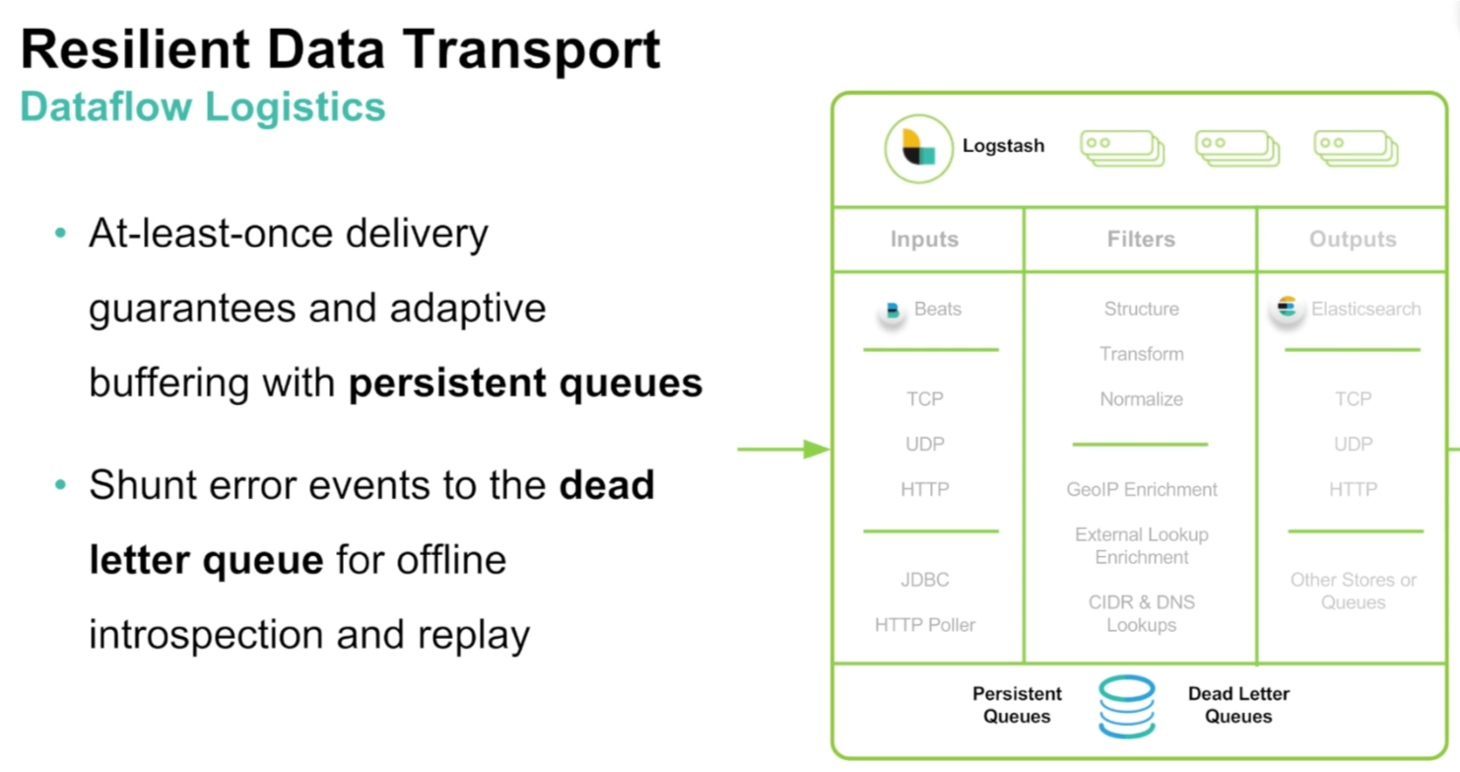 Resilient Data Transport
Dataflow Logistics
• At-least-once delivery
guarantees and adaptive
buffering with persistent queues
• Shunt error events to the dead
letter queue for offline
introspection and replay
Logstash
Inputs
Beats
TCP
UDP
HTTP
JDBC
HTTP Poller
Filters
Structure
Transform
Normalize
GeoIP Enrichment
External Lookup
Enrichment
CIDR & DNS
Lookups
Outputs
Elasticsearch
TCP
UDP
HTTP
Other Stores or
Queues
Persistent
Queues
Dead Letter
Queues